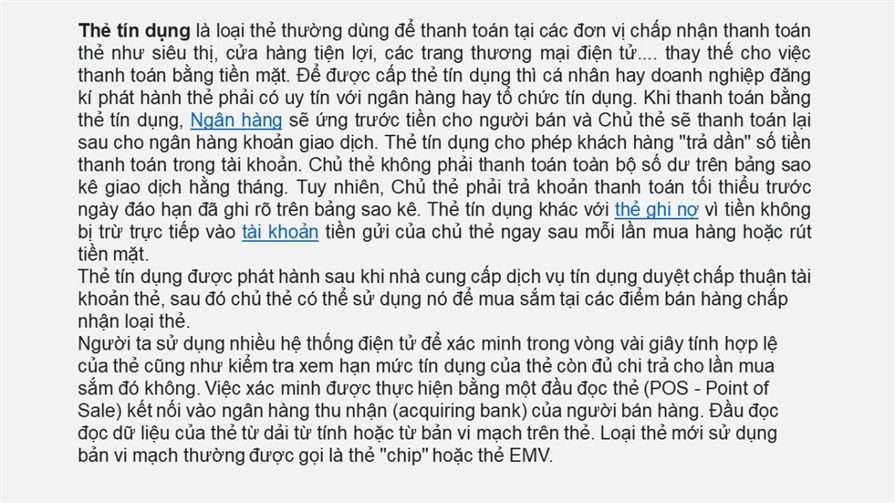 Thẻ tín dụng là loại thẻ thường dùng để thanh toán tại các đơn vị chấp nhận thanh toán
thẻ như siêu thị, cửa hàng tiện lợi, các trang thương mại điện tử.... thay thế cho việc
thanh toán bằng tiền mặt. Để được cấp thẻ tín dụng thì cá nhân hay doanh nghiệp đăng
kí phát hành thẻ phải có uy tín với ngân hàng hay tổ chức tín dụng. Khi thanh toán bằng
thẻ tín dụng, Ngân hàng sẽ ứng trước tiền cho người bán và Chủ thẻ sẽ thanh toán lại
sau cho ngân hàng khoản giao dịch. Thẻ tín dụng cho phép khách hàng "trả dần" số tiền
thanh toán trong tài khoản. Chủ thẻ không phải thanh toán toàn bộ số dư trên bảng sao
kê giao dịch hằng tháng. Tuy nhiên, Chủ thẻ phải trả khoản thanh toán tối thiểu trước
ngày đáo hạn đã ghi rõ trên bảng sao kê. Thẻ tín dụng khác với thẻ ghi nợ vì tiền không
bị trừ trực tiếp vào tài khoản tiền gửi của chủ thẻ ngay sau mỗi lần mua hàng hoặc rút
tiền mặt.
Thẻ tín dụng được phát hành sau khi nhà cung cấp dịch vụ tín dụng duyệt chấp thuận tài
khoản thẻ, sau đó chủ thẻ có thể sử dụng nó để mua sắm tại các điểm bán hàng chấp
nhận loại thẻ.
Người ta sử dụng nhiều hệ thống điện tử để xác minh trong vòng vài giây tính hợp lệ
của thẻ cũng như kiểm tra xem hạn mức tín dụng của thẻ còn đủ chi trả cho lần mua
sắm đó không. Việc xác minh được thực hiện bằng một đầu đọc thẻ (POS - Point of
Sale) kết nối vào ngân hàng thu nhận (acquiring bank) của người bán hàng. Đầu đọc
đọc dữ liệu của thẻ từ dải từ tính hoặc từ bản vi mạch trên thẻ. Loại thẻ mới sử dụng
bản vi mạch thường được gọi là thẻ "chip" hoặc thẻ EMV.